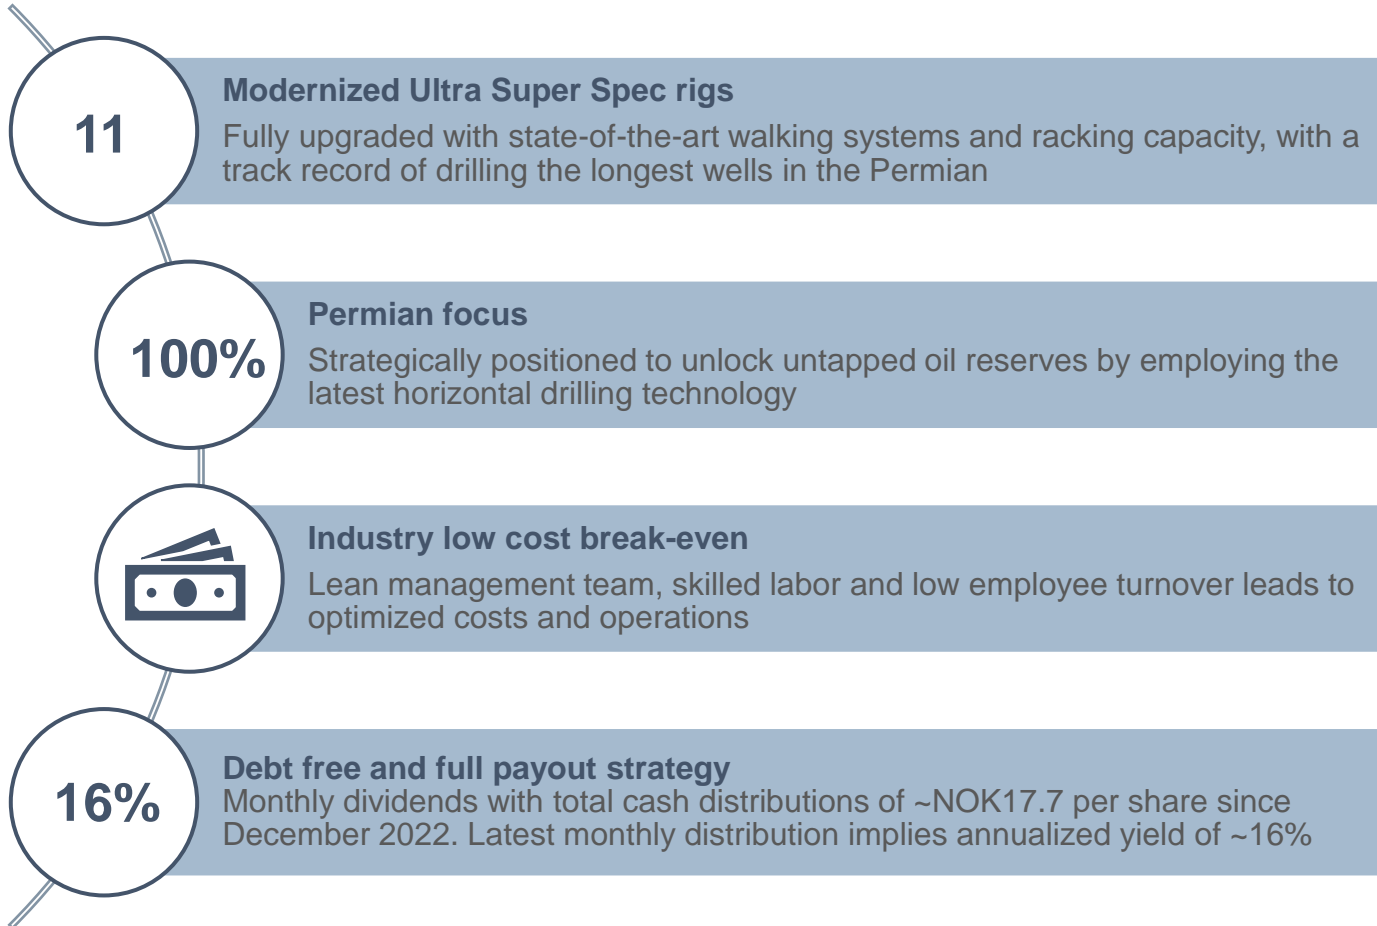 11
Modernized Ultra Super Spec rigs
Fully upgraded with state-of-the-art walking systems and racking capacity, with a
track record of drilling the longest wells in the Permian
100%
Permian focus
Strategically positioned to unlock untapped oil reserves by employing the
latest horizontal drilling technology
Industry low cost break-even
Lean management team, skilled labor and low employee turnover leads to
optimized costs and operations
16%
Debt free and full payout strategy
Monthly dividends with total cash distributions of ~NOK17.7 per share since
December 2022. Latest monthly distribution implies annualized yield of ~16%